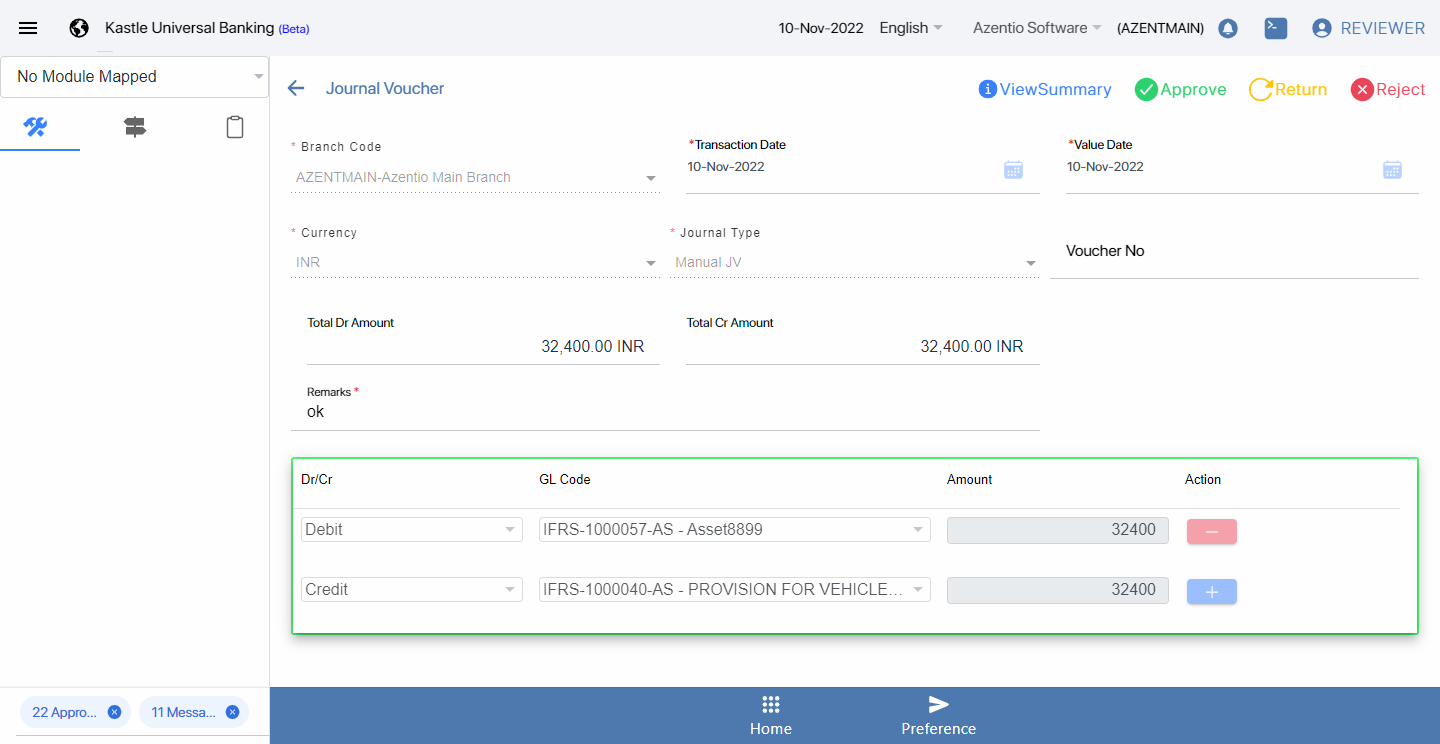 Kastle Universal Banking (Beta)
10-Nov-2022 English Azentio Software (AZENTMAIN) REVIEWER
No Module Mapped
Journal Voucher
ViewSummary Approve Return Reject
* Branch Code
AZENTMAIN-Azentio Main Branch
*Transaction Date
10-Nov-2022
*Value Date
10-Nov-2022
* Currency
INR
* Journal Type
Manual JV
Voucher No
Total Dr Amount
32,400.00 INR
Total Cr Amount
32,400.00 INR
Remarks *
ok
Dr/Cr GL Code Amount Action
Debit IFRS-1000057-AS - Asset8899 32400
Credit IFRS-1000040-AS - PROVISION FOR VEHICLE... 32400
22 Appro... 11 Messa...
Home Preference